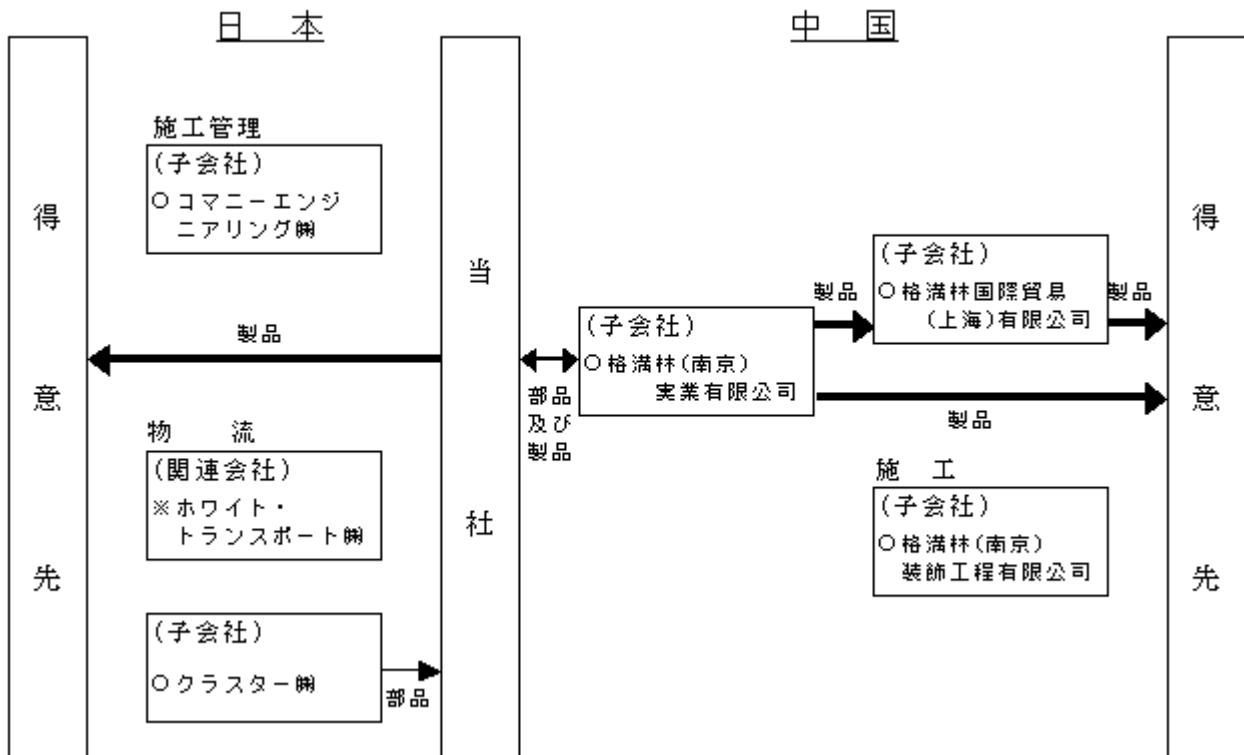 日本
中国
得意先
施工管理
(子会社)
○コマニーエンジ
ニアリング㈱
製品
物流
(関連会社)
※ホワイト・
トランスポート㈱
(子会社)
○クラスター㈱
部品
当社
部品
及び
製品
(子会社)
○格満林(南京)
実業有限公司
製品
(子会社)
○格満林国際貿易
(上海)有限公司
製品
製品
施工
(子会社)
○格満林(南京)
装飾工程有限公司
得意先